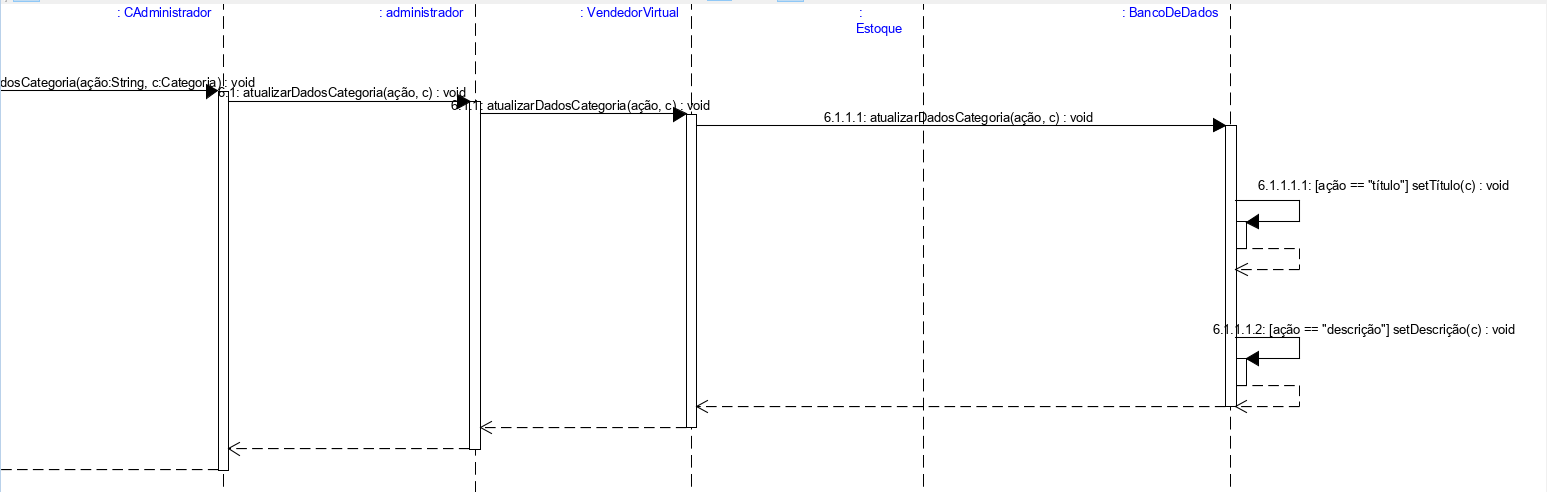 : CAdministrador
: administrador
: VendedorVirtual
:
Estoque
: BancoDeDados
dosCategoria(ação:String, c:Categoria) : void
6.1: atualizarDadosCategoria(ação, c) : void
6.1.1: atualizarDadosCategoria(ação, c) : void
6.1.1.1: atualizarDadosCategoria(ação, c) : void
6.1.1.1.1: [ação == "título"] setTítulo(c) : void
6.1.1.1.2: [ação == "descrição"] setDescrição(c) : void